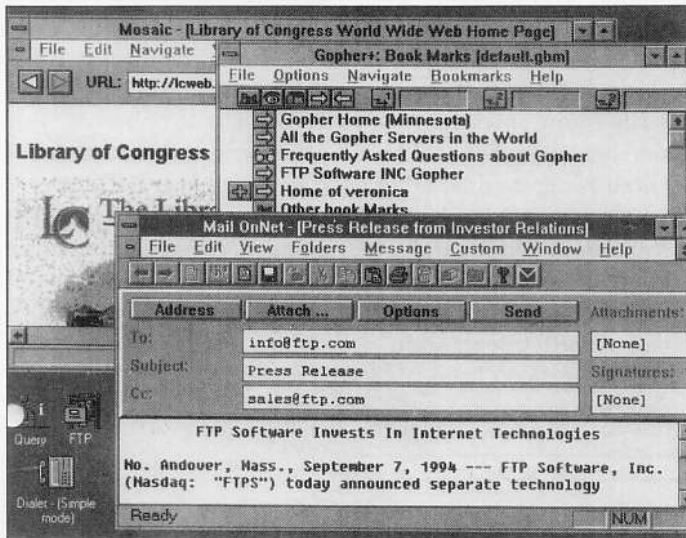 Mosaic - [Library of Congress World Wide Web Home Page]
File Edit Navigate
URL: http://lcweb.
Library of Congress
LC The Libr
Gopher+: Book Marks [default.gbm]
File Options Navigate Bookmarks Help
Gopher Home (Minnesota)
All the Gopher Servers in the World
Frequently Asked Questions about Gopher
FTP Software INC Gopher
Home of veronica
Other book Marks
Mail OnNet - [Press Release from Investor Relations]
File Edit View Folders Message Custom Window Help
Address Attach ... Options Send Attachments:
To: info@ftp.com [None]
Subject: Press Release Signatures:
Cc: sales@ftp.com [None]
FTP Software Invests In Internet Technologies
No. Andover, Mass., September 7, 1994 --- FTP Software, Inc.
(Nasdaq: "FTPS") today announced separate technology
Ready NUM
Query FTP
Dialer - (Simple
mode)